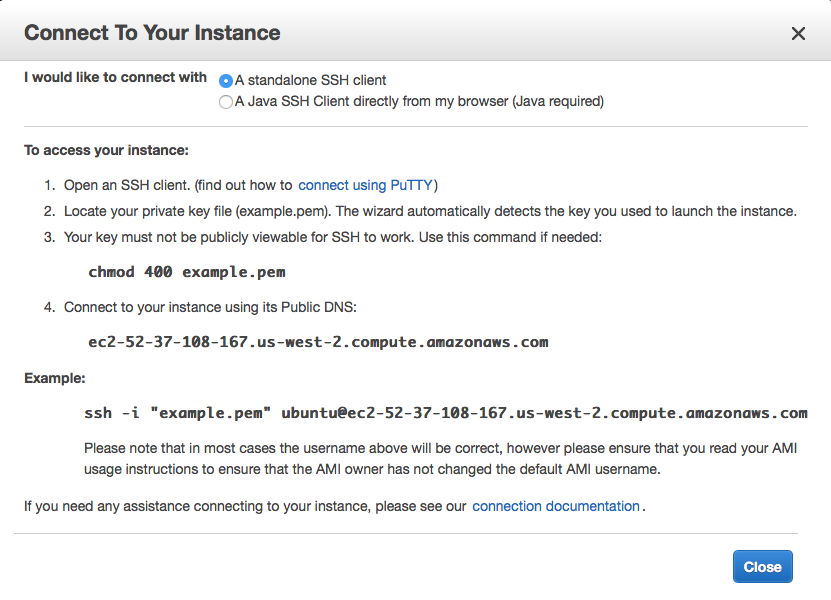 Connect To Your Instance ×
I would like to connect with
A standalone SSH client
A Java SSH Client directly from my browser (Java required)
To access your instance:
1. Open an SSH client. (find out how to connect using PuTTY)
2. Locate your private key file (example.pem). The wizard automatically detects the key you used to launch the instance.
3. Your key must not be publicly viewable for SSH to work. Use this command if needed:
chmod 400 example.pem
4. Connect to your instance using its Public DNS:
ec2-52-37-108-167.us-west-2.compute.amazonaws.com
Example:
ssh -i "example.pem" ubuntu@ec2-52-37-108-167.us-west-2.compute.amazonaws.com
Please note that in most cases the username above will be correct, however please ensure that you read your AMI
usage instructions to ensure that the AMI owner has not changed the default AMI username.
If you need any assistance connecting to your instance, please see our connection documentation.
Close